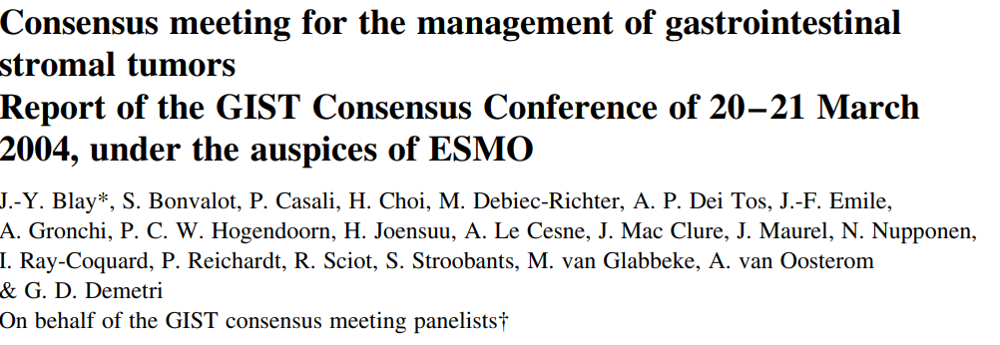 Consensus meeting for the management of gastrointestinal
stromal tumors
Report of the GIST Consensus Conference of 20–21 March
2004, under the auspices of ESMO
J.-Y. Blay*, S. Bonvalot, P. Casali, H. Choi, M. Debiec-Richter, A. P. Dei Tos, J.-F. Emile,
A. Gronchi, P. C. W. Hogendoorn, H. Joensuu, A. Le Cesne, J. Mac Clure, J. Maurel, N. Nupponen,
I. Ray-Coquard, P. Reichardt, R. Sciot, S. Stroobants, M. van Glabbeke, A. van Oosterom
& G. D. Demetri
On behalf of the GIST consensus meeting panelists†